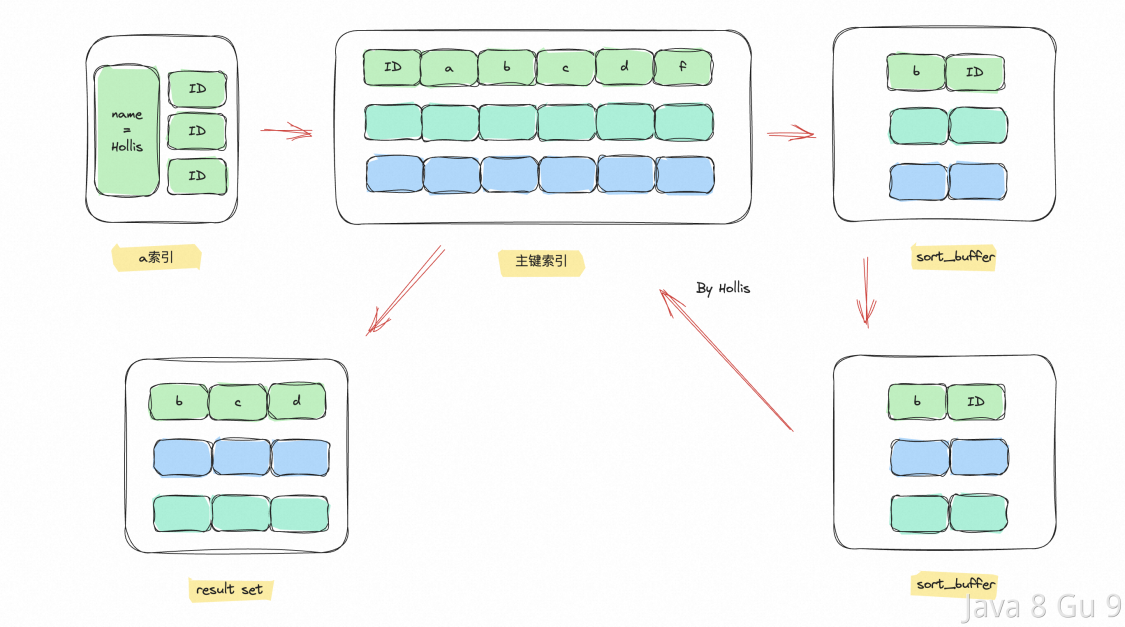 name
=
Hollis
ID
ID
ID
a索引
ID a b c d f
主键索引
b ID
sort_buffer
By Hollis
b c d
result set
b ID
sort_buffer
Java 8 Gu 9